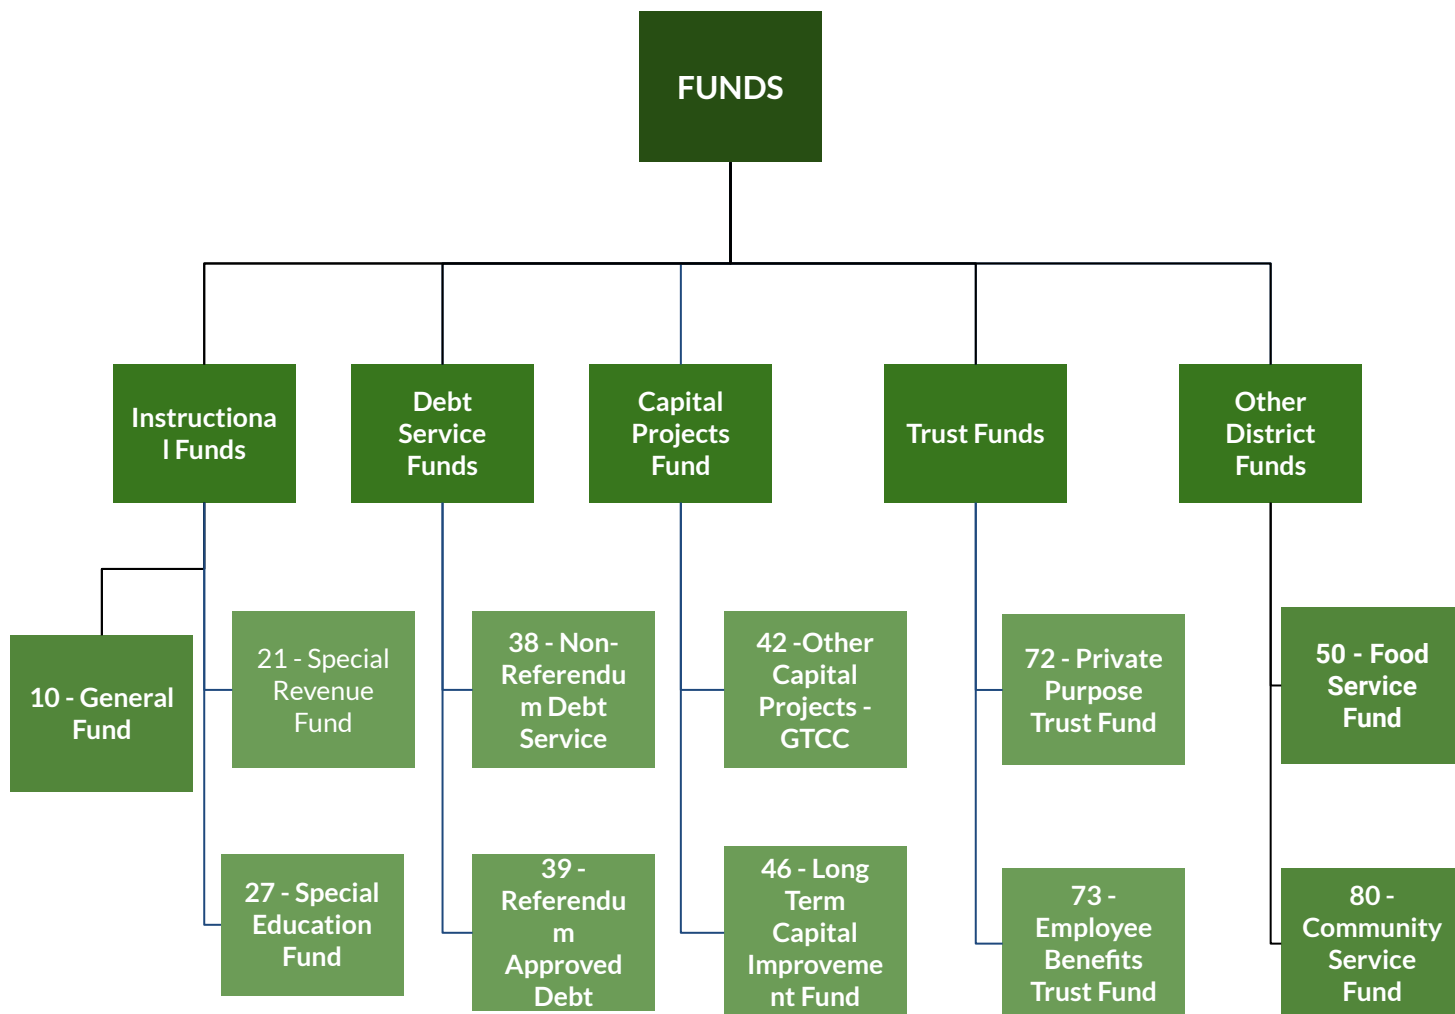 FUNDS
Instructiona
l Funds
Debt
Service
Funds
Capital
Projects
Fund
Trust Funds
Other
District
Funds
10 - General
Fund
21 - Special
Revenue
Fund
38 - Non-
Referendu
m Debt
Service
42 -Other
Capital
Projects -
GTCC
72 - Private
Purpose
Trust Fund
50 - Food
Service
Fund
27 - Special
Education
Fund
39 -
Referendu
m
Approved
Debt
46 - Long
Term
Capital
Improveme
nt Fund
73 -
Employee
Benefits
Trust Fund
80 -
Community
Service
Fund